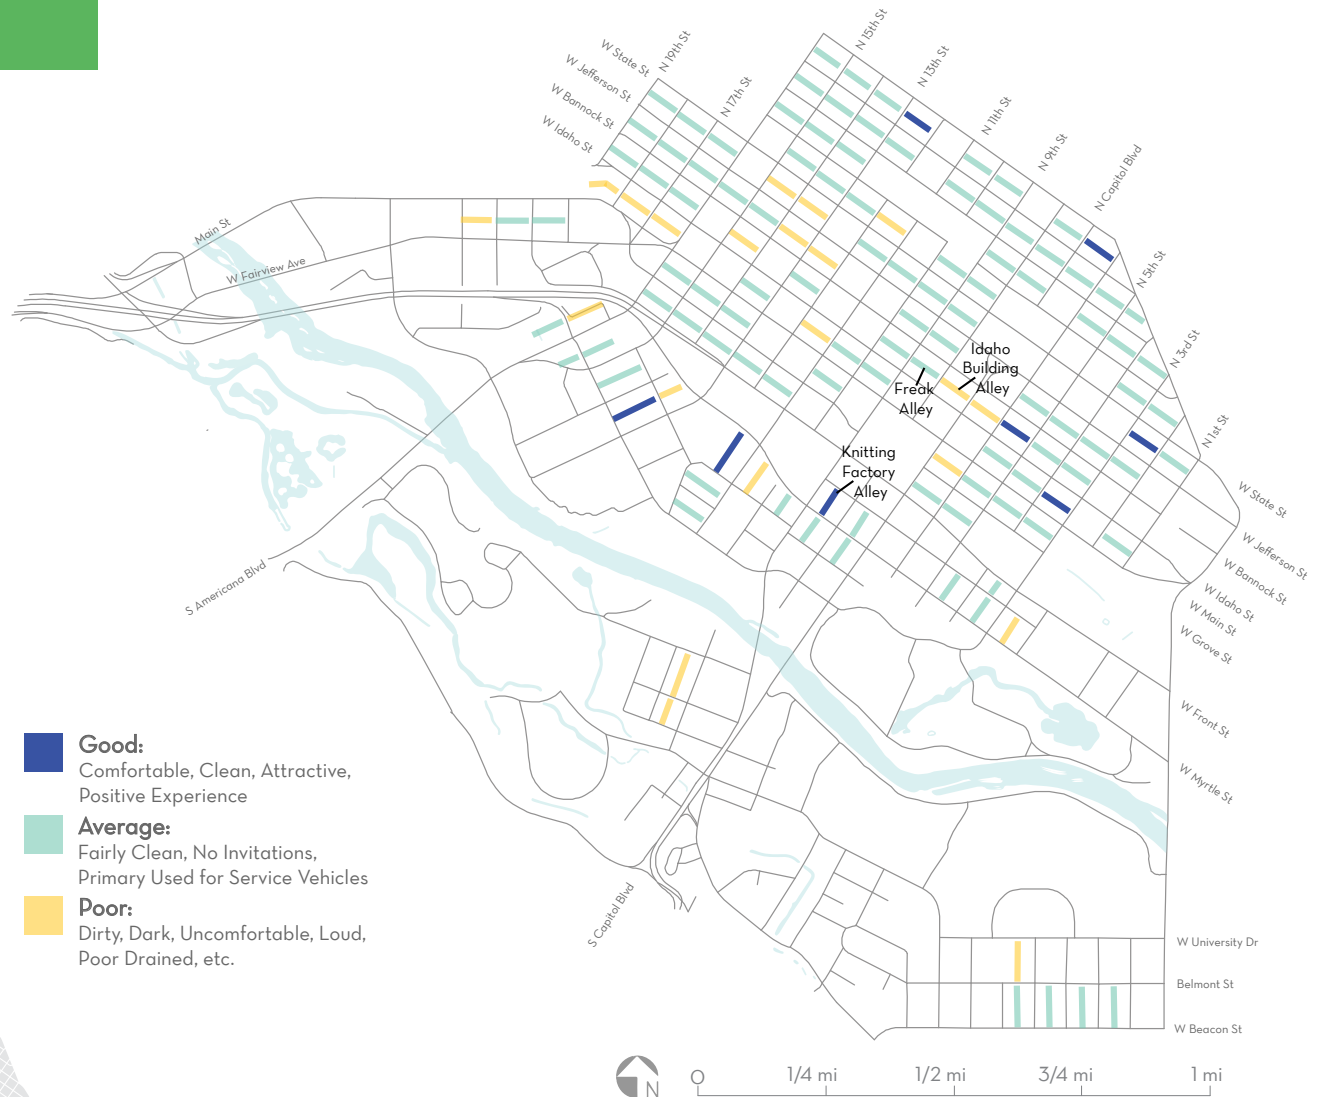 N 15th St
N 13th St
N 19th St
W State St
W Jefferson St
N 17th St
W Bannock St
N 11th St
W Idaho St
N 9th St
N Capitol Blvd
Main St
W Fairview Ave
N 5th St
N 3rd St
Idaho
Building
Alley
Freak
Alley
N 1st St
Knitting
Factory
Alley
W State St
W Jefferson St
W Bannock St
W Idaho St
W Main St
W Grove St
S Americana Blvd
W Front St
W Myrtle St
Good:
Comfortable, Clean, Attractive,
Positive Experience
Average:
Fairly Clean, No Invitations,
Primary Used for Service Vehicles
Poor:
Dirty, Dark, Uncomfortable, Loud,
Poor Drained, etc.
S Capitol Blvd
W University Dr
Belmont St
W Beacon St
N
0 1/4 mi 1/2 mi 3/4 mi 1 mi